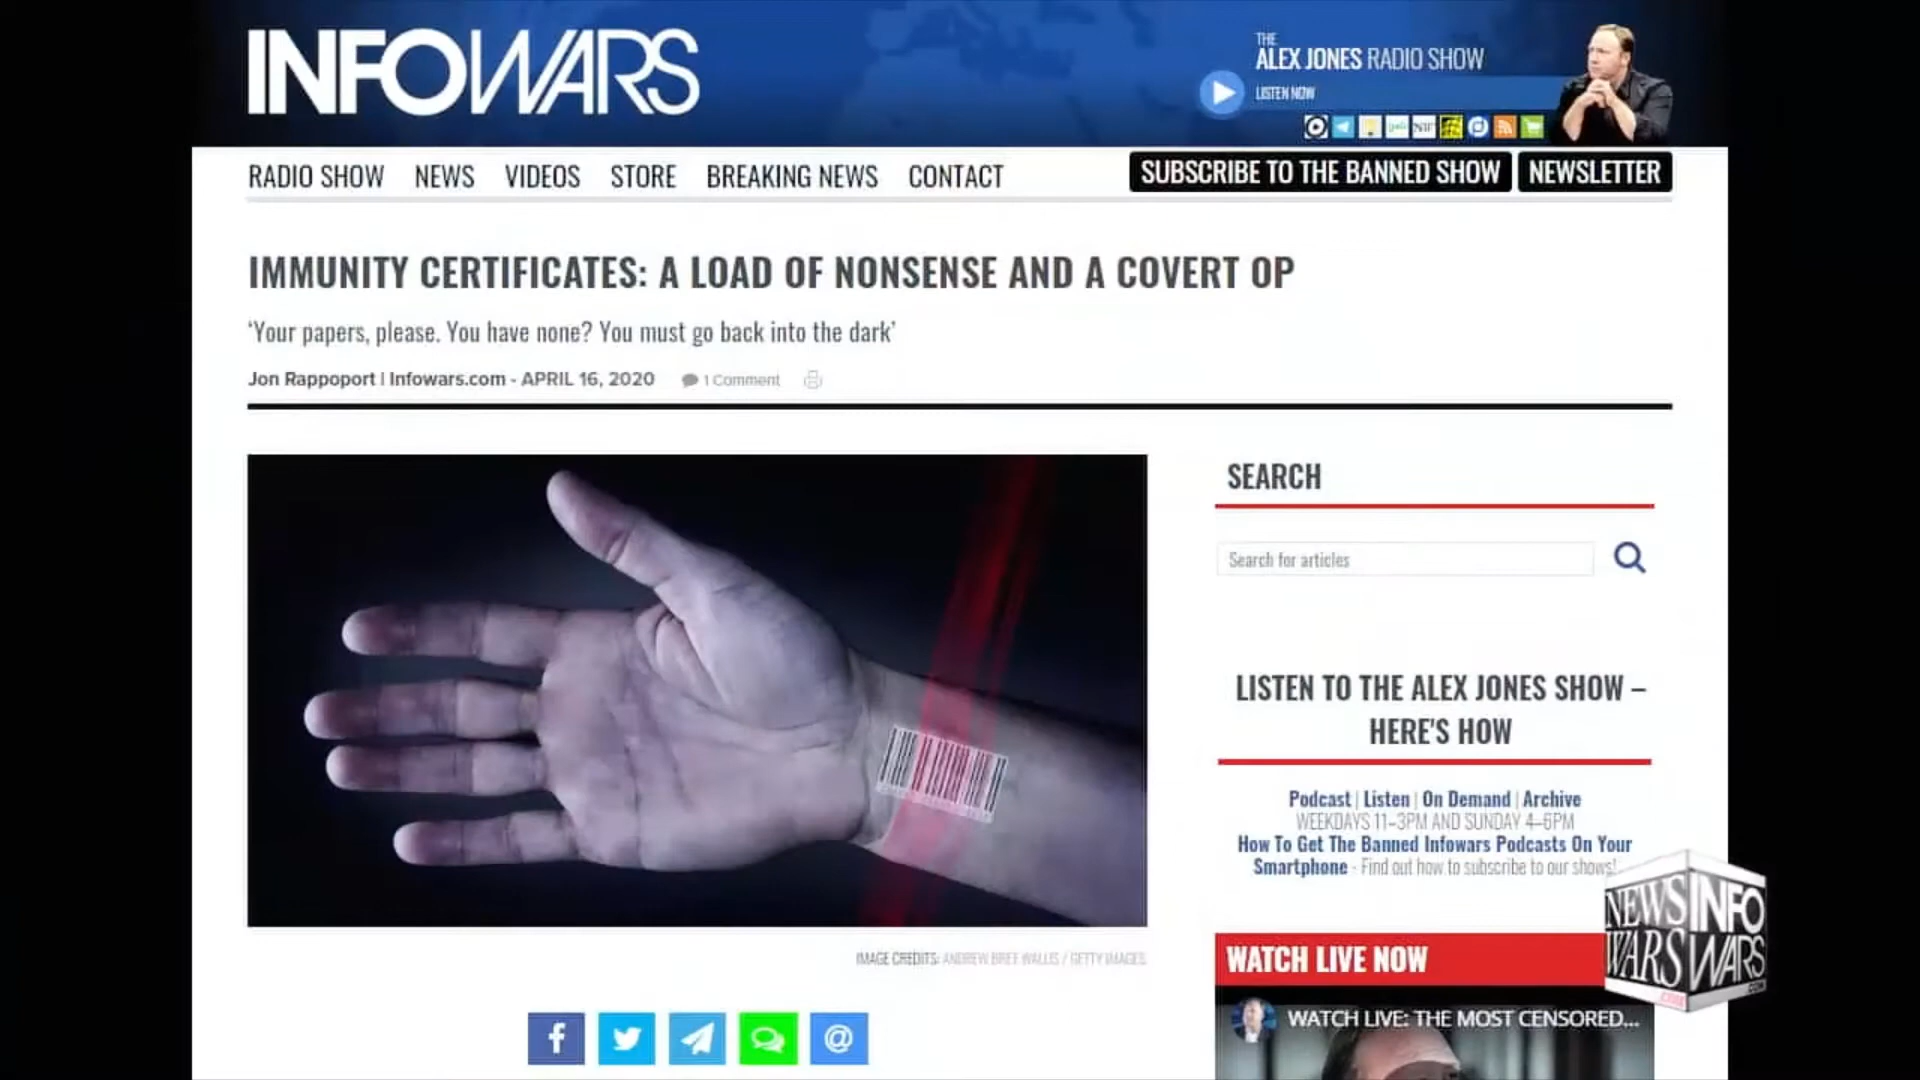 INFOWARS
THE
ALEX JONES RADIO SHOW
LISTEN NOW
RADIO SHOW NEWS VIDEOS STORE BREAKING NEWS CONTACT
SUBSCRIBE TO THE BANNED SHOW NEWSLETTER
IMMUNITY CERTIFICATES: A LOAD OF NONSENSE AND A COVERT OP
‘Your papers, please. You have none? You must go back into the dark’
Jon Rappoport | Infowars.com - APRIL 16, 2020 1 Comment
SEARCH
Search for articles
LISTEN TO THE ALEX JONES SHOW –
HERE'S HOW
Podcast | Listen | On Demand | Archive
WEEKDAYS 11–3PM AND SUNDAY 4–6PM
How To Get The Banned Infowars Podcasts On Your
Smartphone - Find out how to subscribe to our shows!
IMAGE CREDITS: ANDREW BRET WALLIS / GETTY IMAGES
WATCH LIVE NOW
WATCH LIVE: THE MOST CENSORED...
NEWS INFO
WARS WARS
.COM .COM